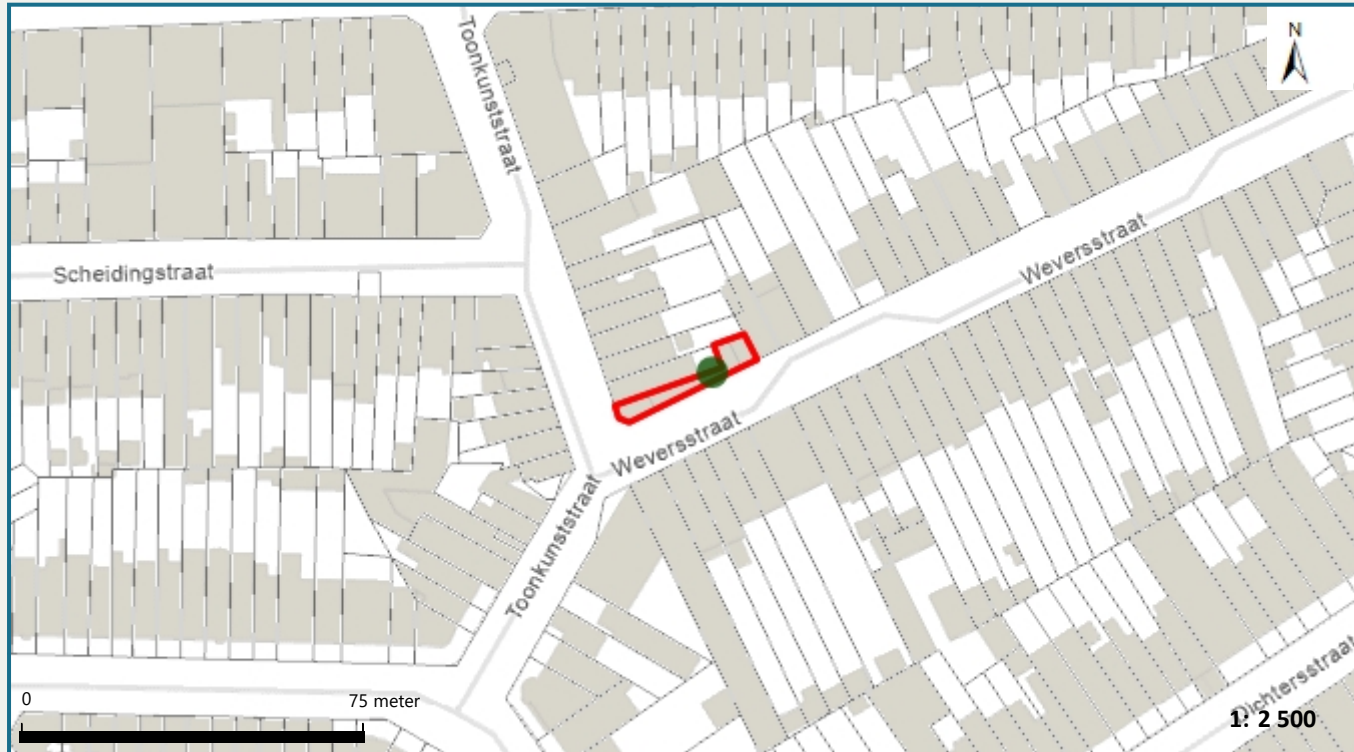 Toonkunststraat
N
Scheidingstraat
Weversstraat
Weversstraat
Toonkunststraat
0
75 meter
Dichtersstraat
1: 2 500